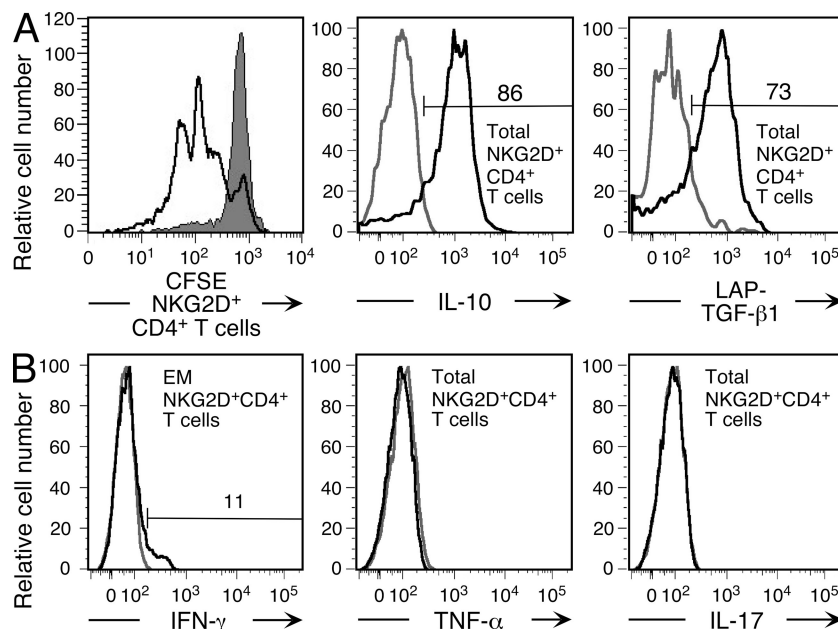 A
Relative cell number
120
100
80
60
40
20
0
0 10¹ 10² 10³ 10⁴
CFSE
NKG2D⁺
CD4⁺ T cells
100
80
60
40
20
0
86
Total
NKG2D⁺
CD4⁺
T cells
0 10² 10³ 10⁴ 10⁵
IL-10
100
80
60
40
20
0
73
Total
NKG2D⁺
CD4⁺
T cells
0 10² 10³ 10⁴ 10⁵
LAP-
TGF-β1
B
Relative cell number
100
80
60
40
20
0
EM
NKG2D⁺CD4⁺
T cells
11
0 10² 10³ 10⁴ 10⁵
IFN-γ
100
80
60
40
20
0
Total
NKG2D⁺CD4⁺
T cells
0 10² 10³ 10⁴ 10⁵
TNF-α
100
80
60
40
20
0
Total
NKG2D⁺CD4⁺
T cells
0 10² 10³ 10⁴ 10⁵
IL-17